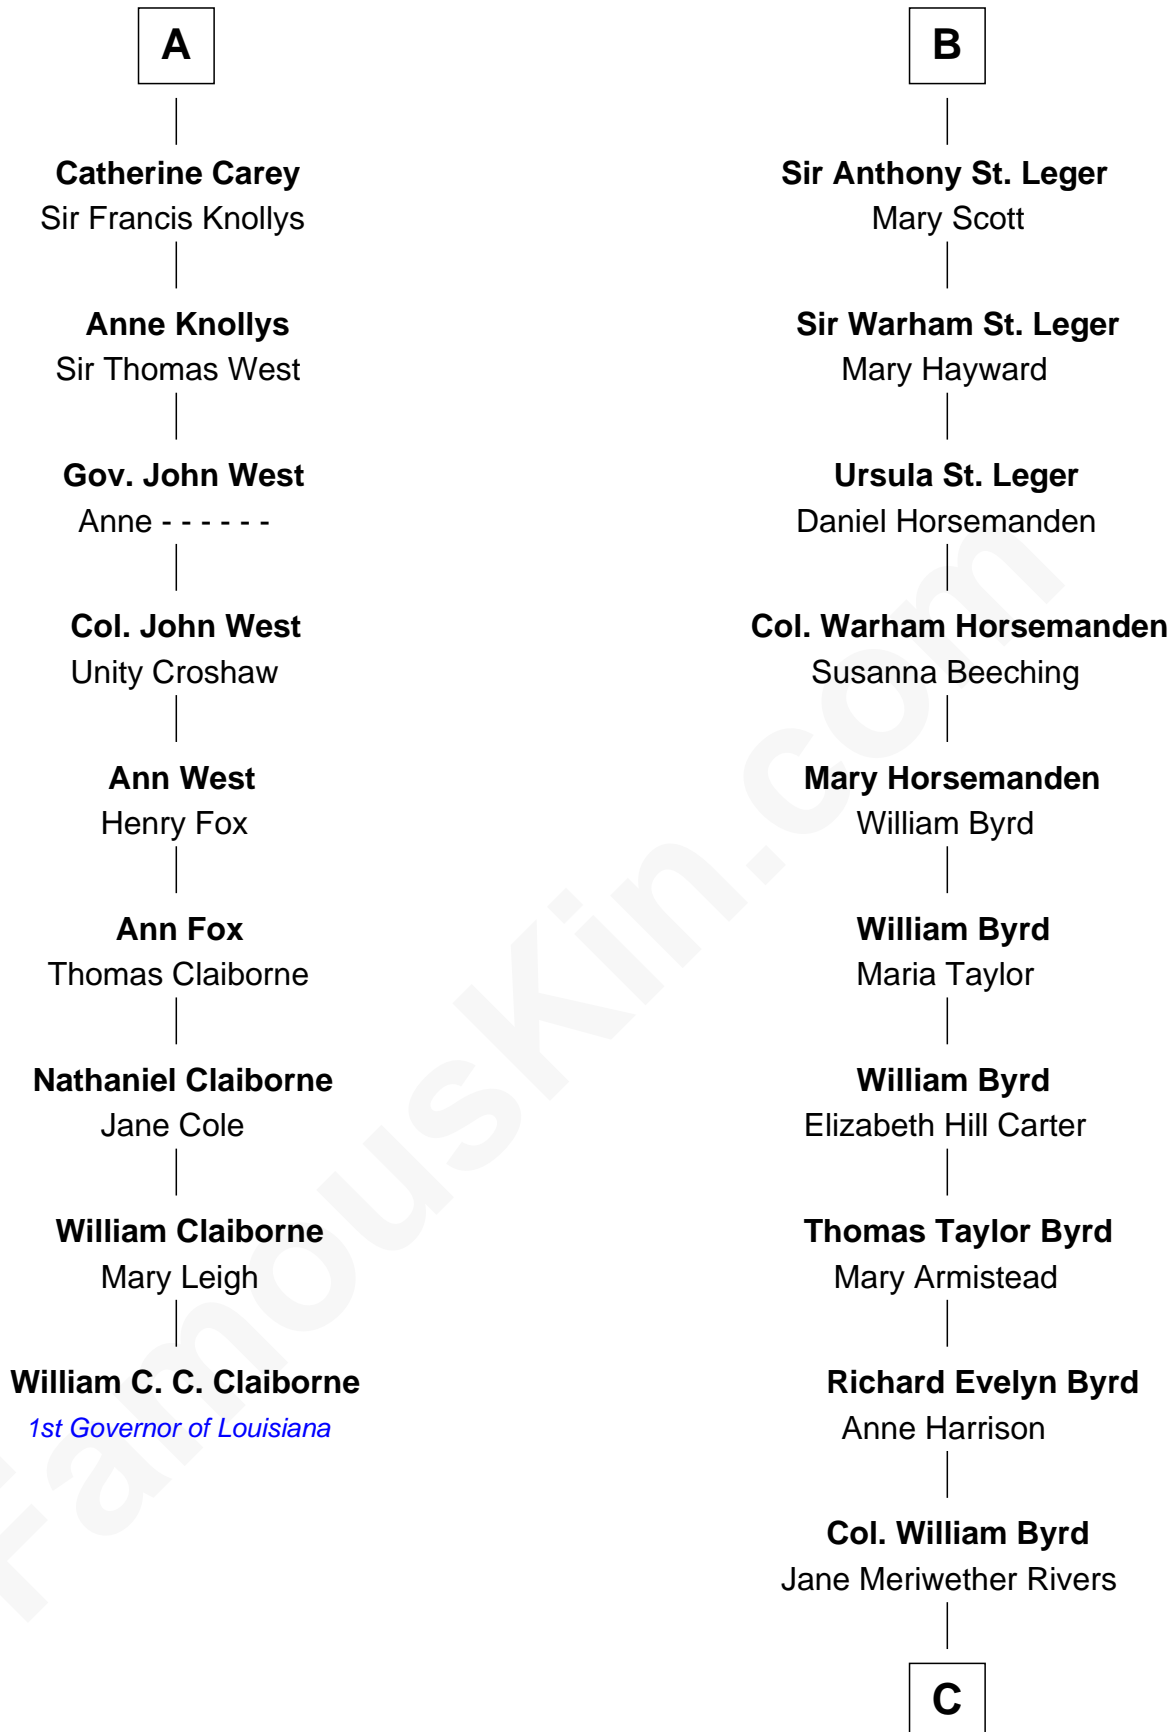 A
Catherine Carey
Sir Francis Knollys
Anne Knollys
Sir Thomas West
Gov. John West
Anne - - - - - -
Col. John West
Unity Croshaw
Ann West
Henry Fox
Ann Fox
Thomas Claiborne
Nathaniel Claiborne
Jane Cole
William Claiborne
Mary Leigh
William C. C. Claiborne
1st Governor of Louisiana
B
Sir Anthony St. Leger
Mary Scott
Sir Warham St. Leger
Mary Hayward
Ursula St. Leger
Daniel Horsemanden
Col. Warham Horsemanden
Susanna Beeching
Mary Horsemanden
William Byrd
William Byrd
Maria Taylor
William Byrd
Elizabeth Hill Carter
Thomas Taylor Byrd
Mary Armistead
Richard Evelyn Byrd
Anne Harrison
Col. William Byrd
Jane Meriwether Rivers
C
FamousKin.com